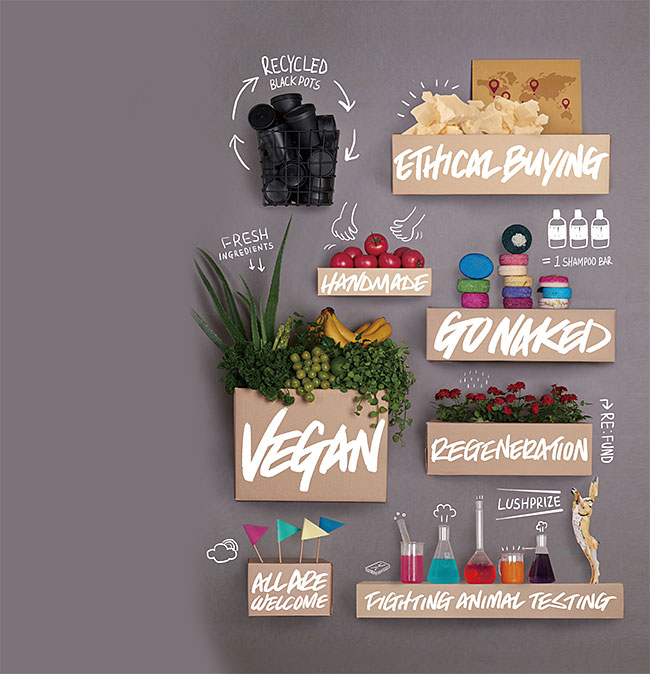 RECYCLED
BLACK POTS
ETHICAL BUYING
FRESH
INGREDIENTS
HANDMADE
= 1 SHAMPOO BAR
GO NAKED
VEGAN
REGENERATION
RE:FUND
LUSHPRIZE
ALL ARE
WELCOME
FIGHTING ANIMAL TESTING